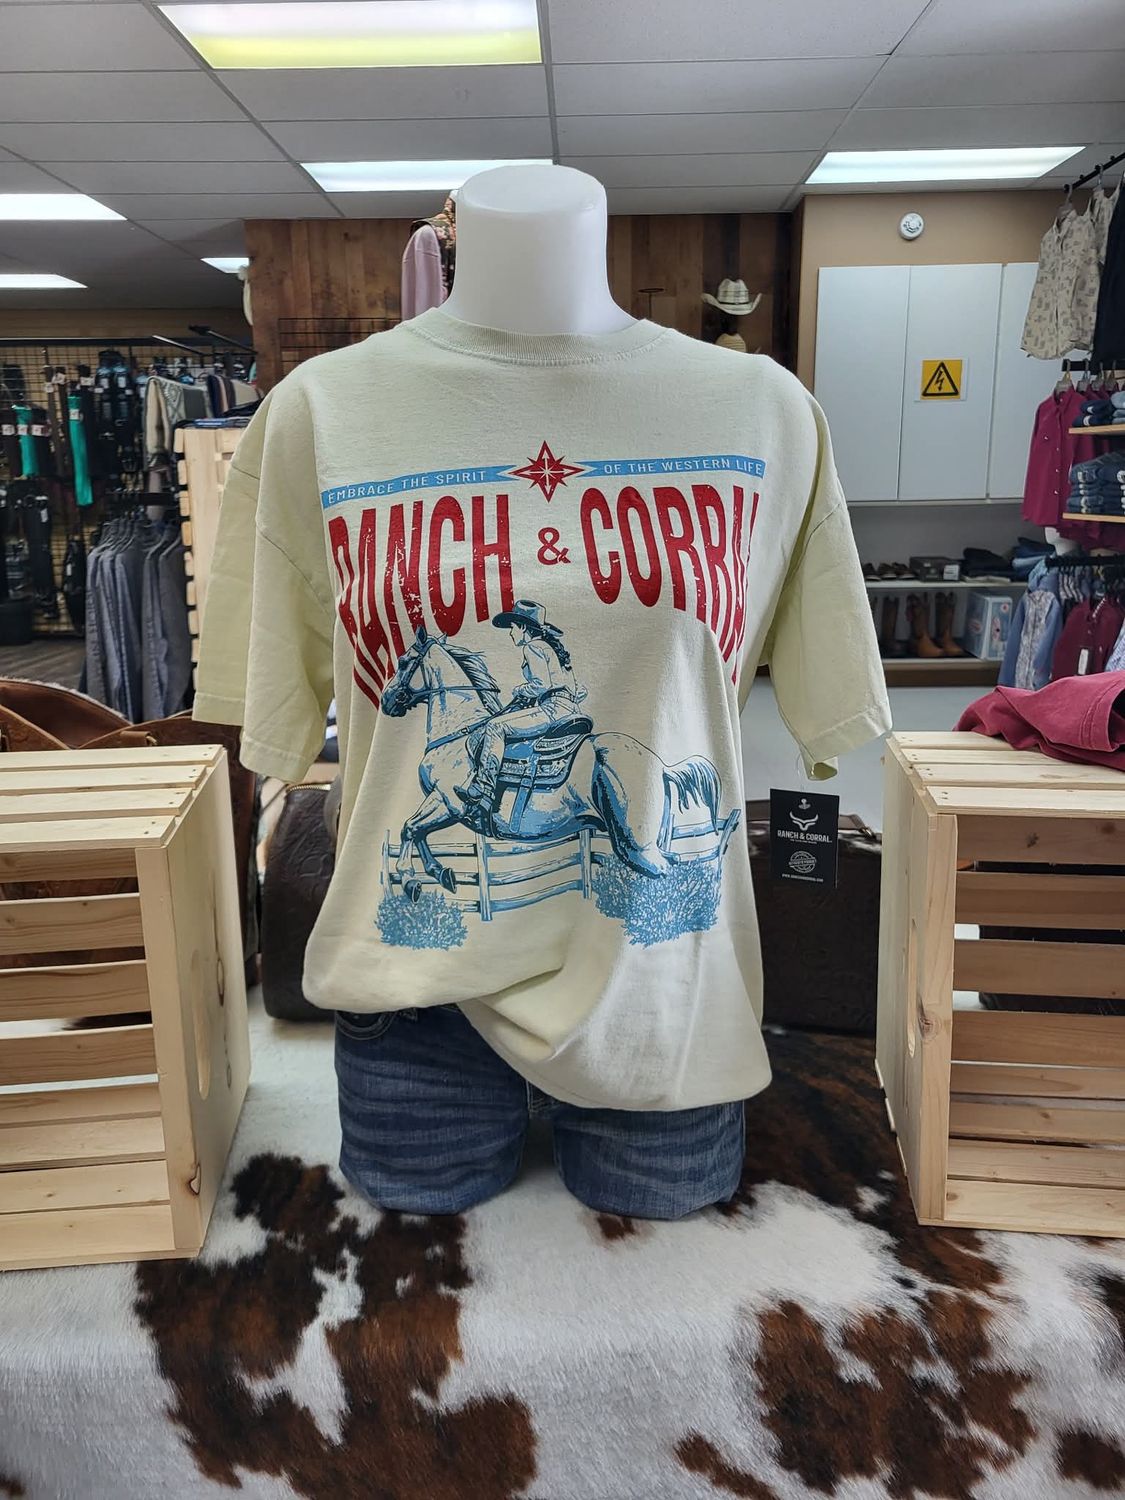 EMBRACE THE SPIRIT OF THE WESTERN LIFE
RANCH & CORRAL
RANCH & CORRAL